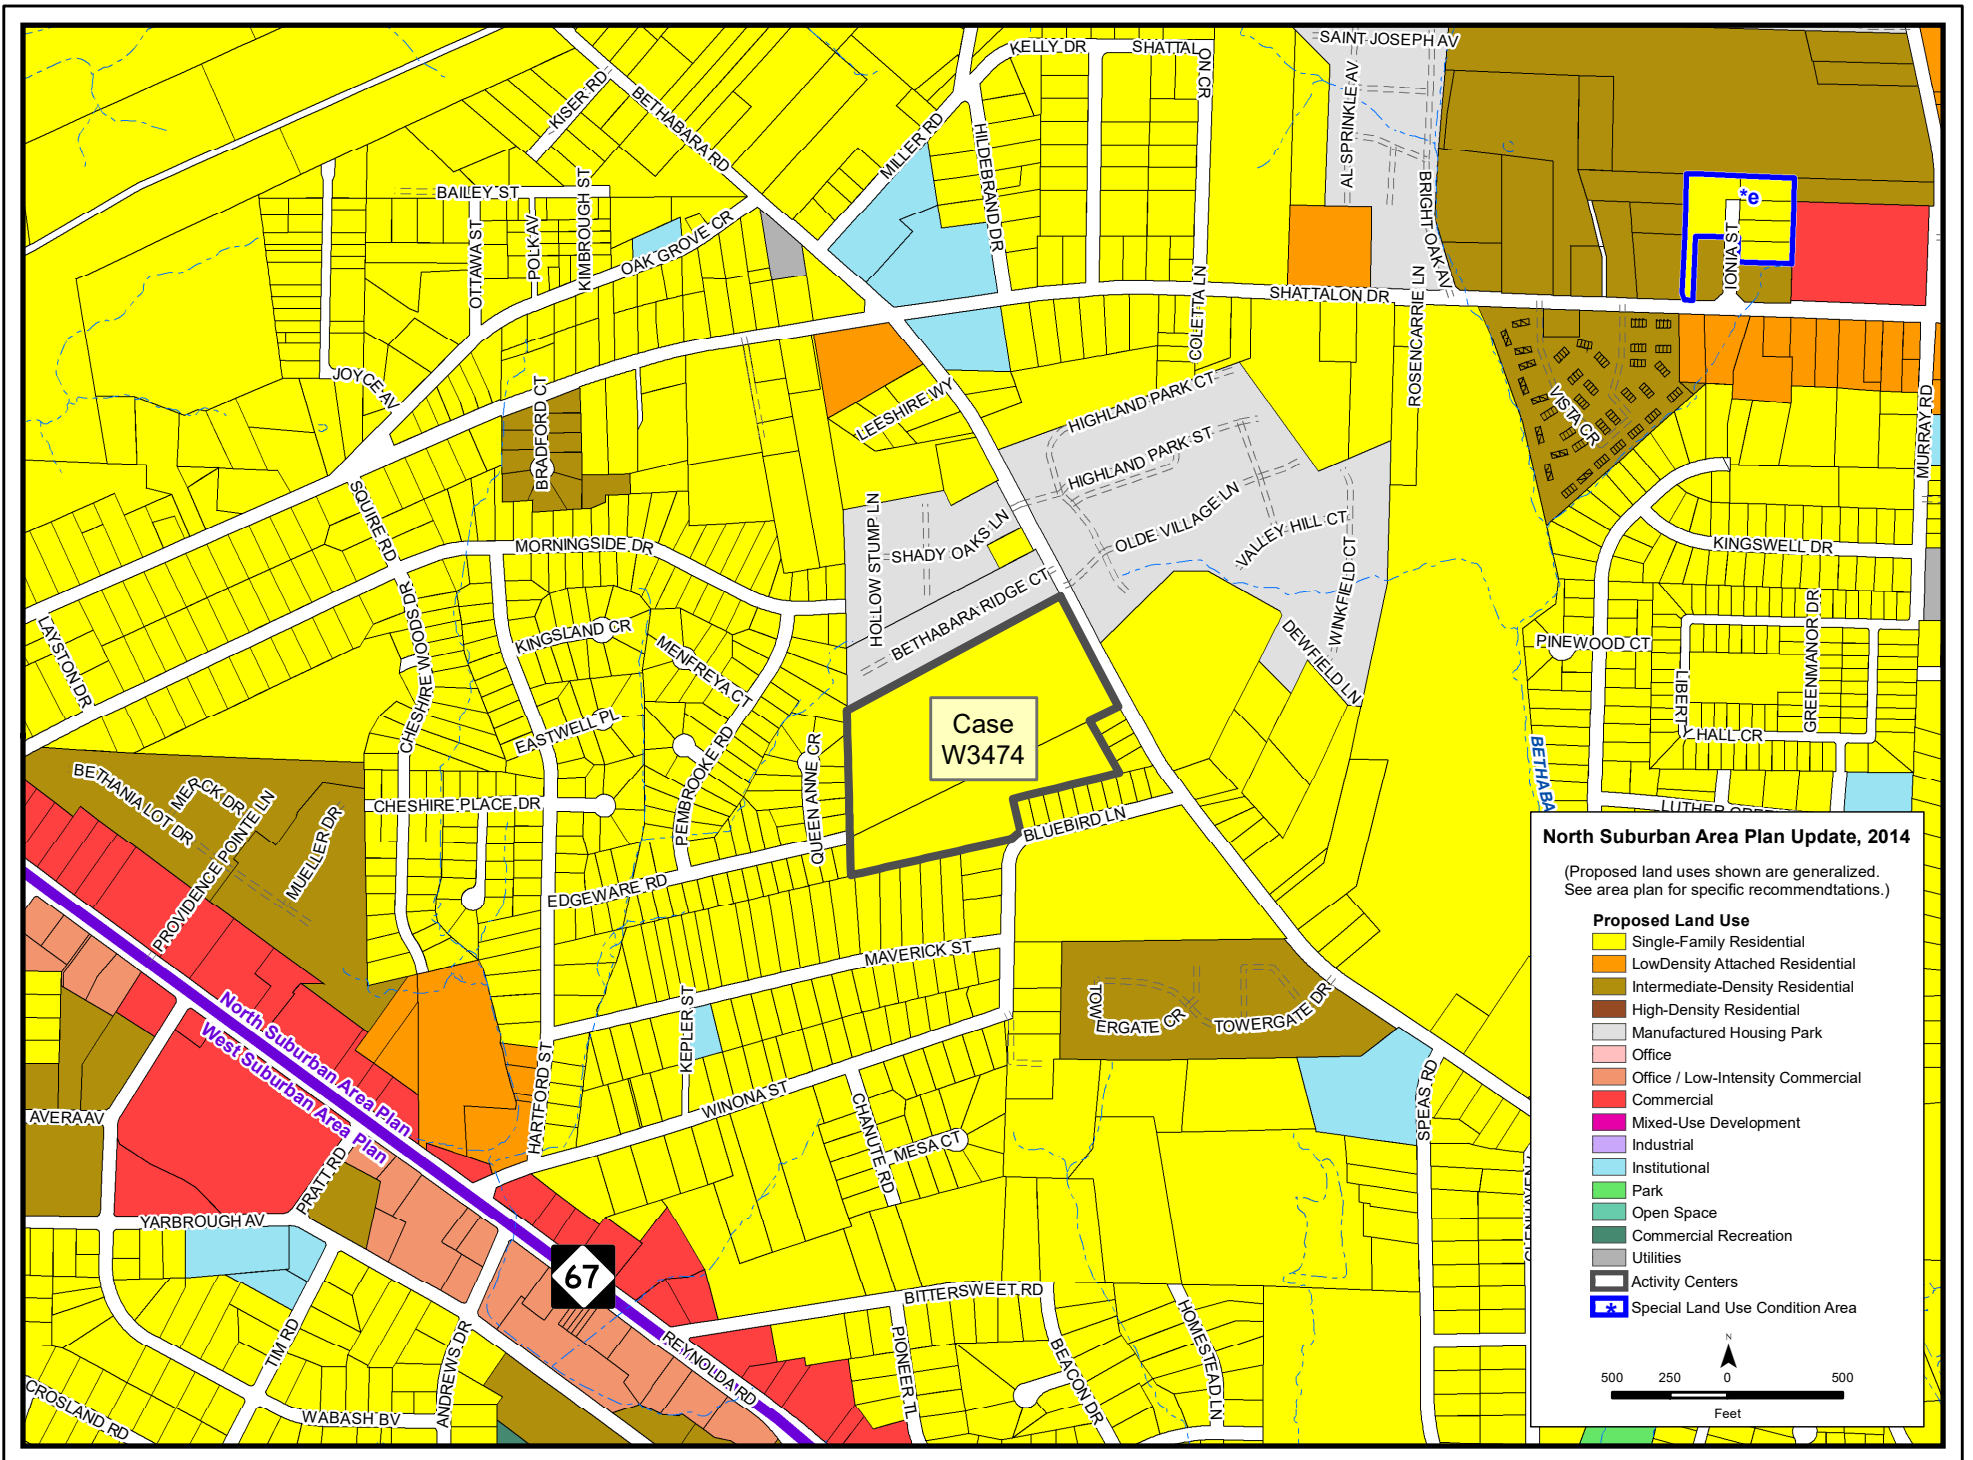 SAINT JOSEPH AV
KELLY DR
SHATTAL
ON CR
KISER RD
BETHABARA RD
MILLER RD
HILDEBRAND DR
AL SPRINKLE AV
BRIGHT OAK AV
BAILEY ST
OTTAWA ST
POLK AV
KIMBROUGH ST
OAK GROVE CR
*e
IONIA ST
COLETTA LN
SHATTALON DR
ROSENCARRIE LN
JOYCE AV
BRADFORD CT
LEESHIRE WY
HIGHLAND PARK CT
HIGHLAND PARK ST
VISTA CR
MURRAY RD
SQUIRE RD
HOLLOW STUMP LN
SHADY OAKS LN
OLDE VILLAGE LN
VALLEY HILL CT
WINKFIELD CT
MORNINGSIDE DR
KINGSWELL DR
BETHABARA RIDGE CT
LAYSTON DR
CHESHIRE WOODS DR
KINGSLAND CR
MENFREYA CT
DEWFIELD LN
PINEWOOD CT
LIBERT
Y HALL CR
GREENMANOR DR
EASTWELL PL
PEMBROOKE RD
QUEEN ANNE CR
Case
W3474
BETHABA
BETHANIA LOT DR
MERCK DR
PROVIDENCE POINTE LN
MUELLER DR
CHESHIRE PLACE DR
BLUEBIRD LN
EDGEWARE RD
MAVERICK ST
North Suburban Area Plan
West Suburban Area Plan
KEPLER ST
TOW
ERGATE CR
TOWERGATE DR
HARTFORD ST
WINONA ST
CHANUTE RD
MESA CT
SPEAS RD
AVERA AV
PRATT RD
YARBROUGH AV
67
TIM RD
ANDREWS DR
REYNOLDA RD
BITTERSWEET RD
PIONEER TL
BEACON DR
HOMESTEAD LN
CROSLAND RD
WABASH BV
North Suburban Area Plan Update, 2014
(Proposed land uses shown are generalized.
See area plan for specific recommendtations.)
Proposed Land Use
Single-Family Residential
LowDensity Attached Residential
Intermediate-Density Residential
High-Density Residential
Manufactured Housing Park
Office
Office / Low-Intensity Commercial
Commercial
Mixed-Use Development
Industrial
Institutional
Park
Open Space
Commercial Recreation
Utilities
Activity Centers
* Special Land Use Condition Area
N
500 250 0 500
Feet